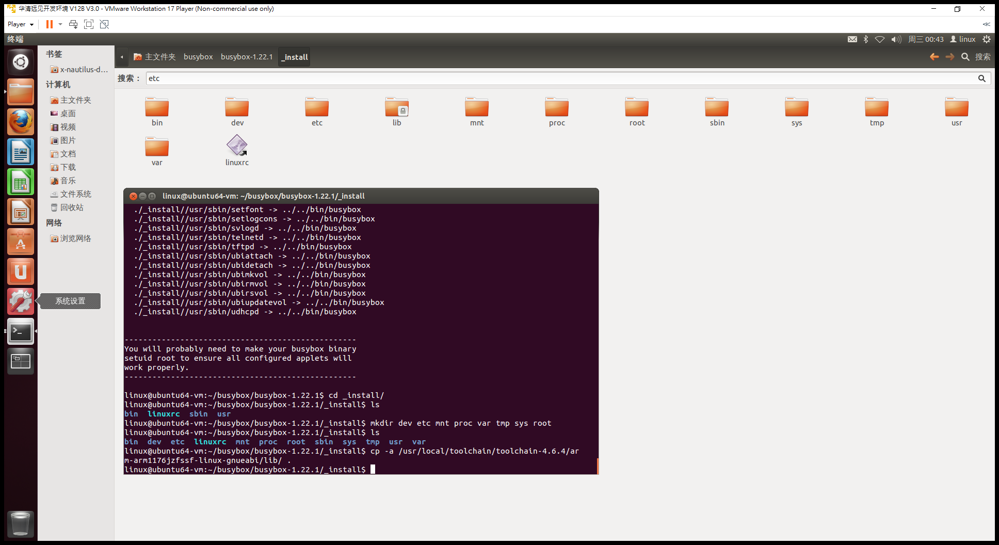 华清远见开发环境 V12B V3.0 - VMware Workstation 17 Player (Non-commercial use only)
Player
终端
周三 00:43 linux
书签
x-nautilus-d...
计算机
主文件夹
桌面
视频
图片
文档
下载
音乐
文件系统
回收站
网络
浏览网络
系统设置
主文件夹 busybox busybox-1.22.1 _install
搜索
搜索： etc
bin dev etc lib mnt proc root sbin sys tmp usr
var linuxrc
linux@ubuntu64-vm: ~/busybox/busybox-1.22.1/_install
./_install//usr/sbin/setfont -> ../../bin/busybox
./_install//usr/sbin/setlogcons -> ../../bin/busybox
./_install//usr/sbin/svlogd -> ../../bin/busybox
./_install//usr/sbin/telnetd -> ../../bin/busybox
./_install//usr/sbin/tftpd -> ../../bin/busybox
./_install//usr/sbin/ubiattach -> ../../bin/busybox
./_install//usr/sbin/ubidetach -> ../../bin/busybox
./_install//usr/sbin/ubimkvol -> ../../bin/busybox
./_install//usr/sbin/ubirmvol -> ../../bin/busybox
./_install//usr/sbin/ubirsvol -> ../../bin/busybox
./_install//usr/sbin/ubiupdatevol -> ../../bin/busybox
./_install//usr/sbin/udhcpd -> ../../bin/busybox
--------------------------------------------------
You will probably need to make your busybox binary
setuid root to ensure all configured applets will
work properly.
--------------------------------------------------
linux@ubuntu64-vm:~/busybox/busybox-1.22.1$ cd _install/
linux@ubuntu64-vm:~/busybox/busybox-1.22.1/_install$ ls
bin linuxrc sbin usr
linux@ubuntu64-vm:~/busybox/busybox-1.22.1/_install$ mkdir dev etc mnt proc var tmp sys root
linux@ubuntu64-vm:~/busybox/busybox-1.22.1/_install$ ls
bin dev etc linuxrc mnt proc root sbin sys tmp usr var
linux@ubuntu64-vm:~/busybox/busybox-1.22.1/_install$ cp -a /usr/local/toolchain/toolchain-4.6.4/ar
m-arm1176jzfssf-linux-gnueabi/lib/ .
linux@ubuntu64-vm:~/busybox/busybox-1.22.1/_install$